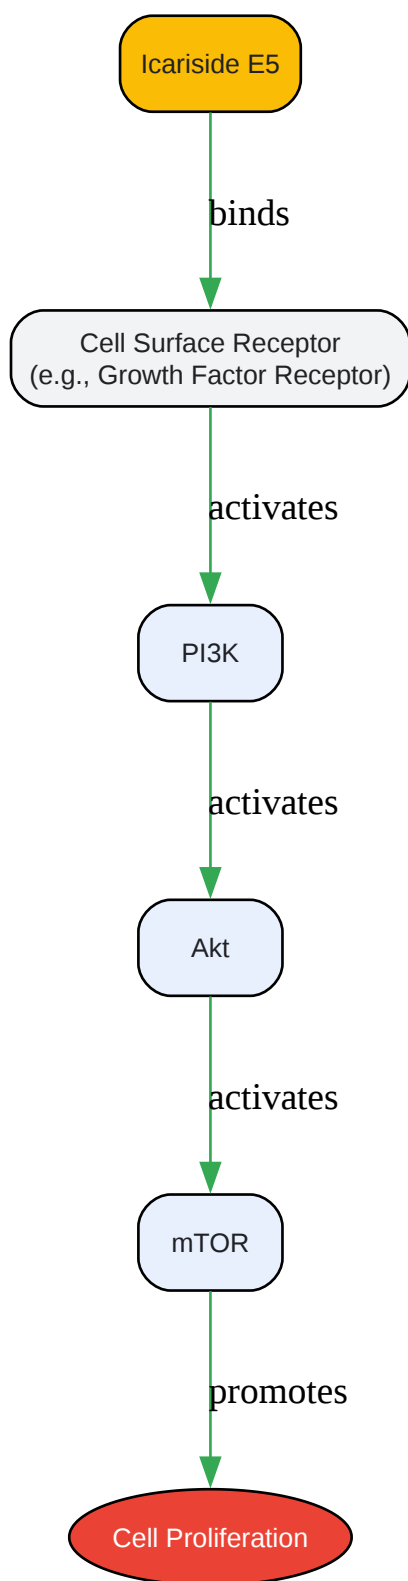 Icariside E5
binds
Cell Surface Receptor
(e.g., Growth Factor Receptor)
activates
PI3K
activates
Akt
activates
mTOR
promotes
Cell Proliferation